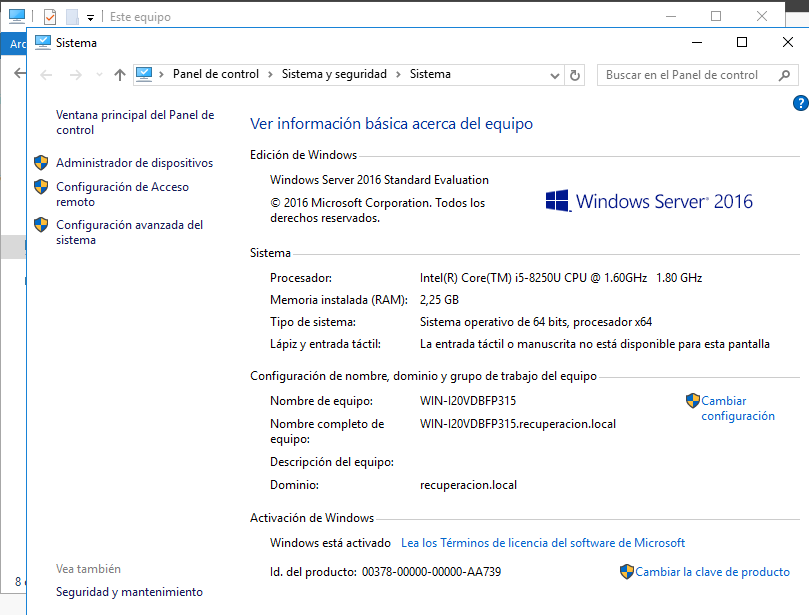 Este equipo
Arc
Sistema
Panel de control > Sistema y seguridad > Sistema
Buscar en el Panel de control
?
Ventana principal del Panel de
control
Administrador de dispositivos
Configuración de Acceso
remoto
Configuración avanzada del
sistema
Ver información básica acerca del equipo
Edición de Windows
Windows Server 2016 Standard Evaluation
© 2016 Microsoft Corporation. Todos los
derechos reservados.
Windows Server® 2016
Sistema
Procesador: Intel(R) Core(TM) i5-8250U CPU @ 1.60GHz 1.80 GHz
Memoria instalada (RAM): 2,25 GB
Tipo de sistema: Sistema operativo de 64 bits, procesador x64
Lápiz y entrada táctil: La entrada táctil o manuscrita no está disponible para esta pantalla
Configuración de nombre, dominio y grupo de trabajo del equipo
Nombre de equipo: WIN-I20VDBFP315
Cambiar
configuración
Nombre completo de
equipo:
WIN-I20VDBFP315.recuperacion.local
Descripción del equipo:
Dominio: recuperacion.local
Activación de Windows
Windows está activado Lea los Términos de licencia del software de Microsoft
Id. del producto: 00378-00000-00000-AA739
Cambiar la clave de producto
Vea también
Seguridad y mantenimiento
8